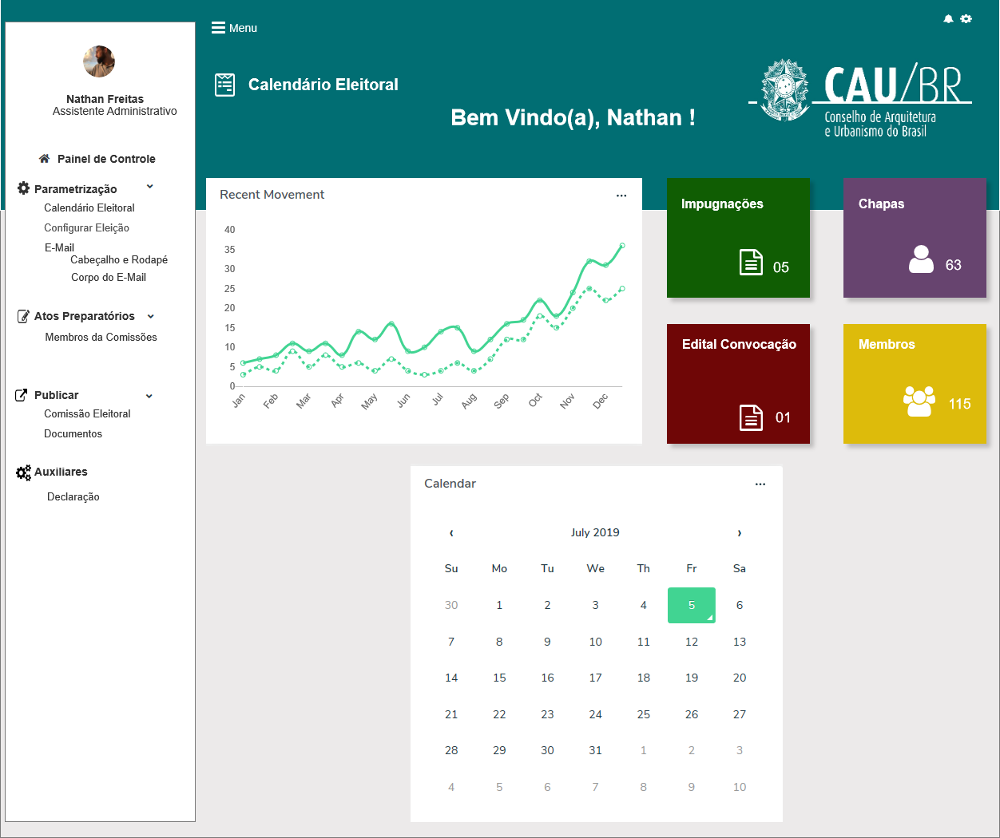 Menu
Calendário Eleitoral
Bem Vindo(a), Nathan !
CAU/BR
Conselho de Arquitetura
e Urbanismo do Brasil
Nathan Freitas
Assistente Administrativo
Painel de Controle
Parametrização
Calendário Eleitoral
Configurar Eleição
E-Mail
Cabeçalho e Rodapé
Corpo do E-Mail
Atos Preparatórios
Membros da Comissões
Publicar
Comissão Eleitoral
Documentos
Auxiliares
Declaração
Recent Movement
40
35
30
25
20
15
10
5
0
Jan Feb Mar Apr May Jun Jul Aug Sep Oct Nov Dec
Impugnações
05
Chapas
63
Edital Convocação
01
Membros
115
Calendar
‹ July 2019 ›
Su Mo Tu We Th Fr Sa
30 1 2 3 4 5 6
7 8 9 10 11 12 13
14 15 16 17 18 19 20
21 22 23 24 25 26 27
28 29 30 31 1 2 3
4 5 6 7 8 9 10